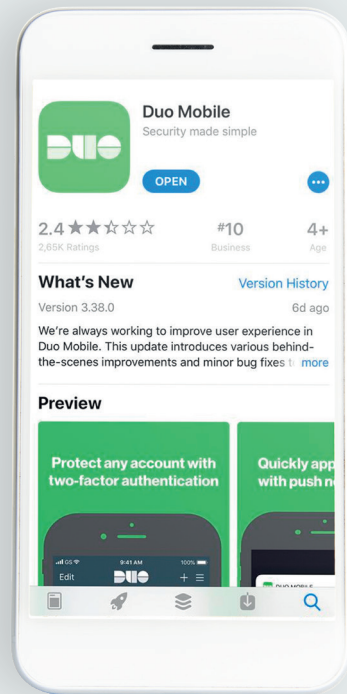 DUO
Duo Mobile
Security made simple
OPEN
2.4
#10
4+
2,65K Ratings
Business
Age
What's New
Version History
Version 3.38.0
6d ago
We're always working to improve user experience in
Duo Mobile. This update introduces various behind-
the-scenes improvements and minor bug fixes more
Preview
Protect any account with
two-factor authentication
Quickly app
with push
9:41 AM
100%
Edit
DUO
DUO MOBILE